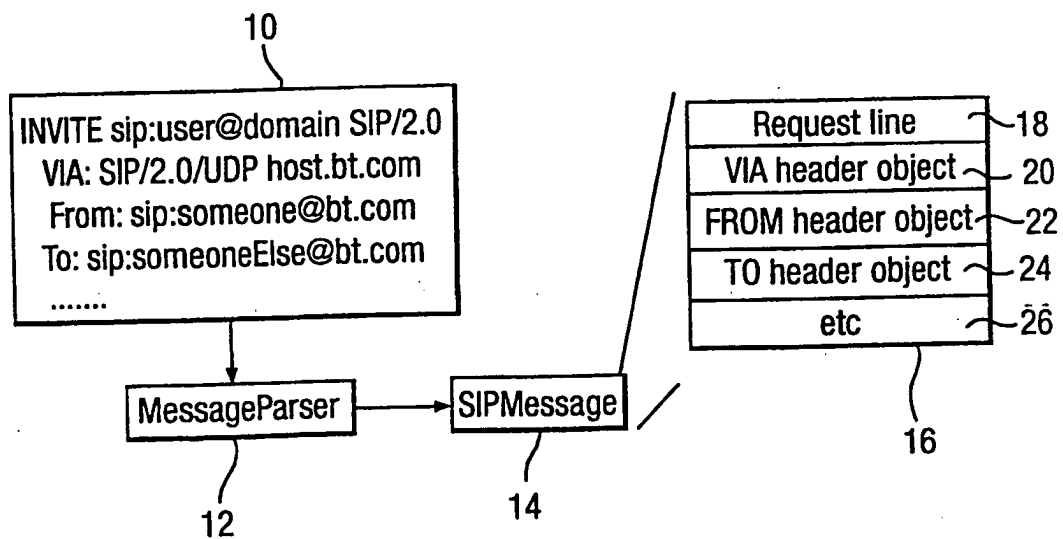 10
INVITE sip:user@domain SIP/2.0
VIA: SIP/2.0/UDP host.bt.com
From: sip:someone@bt.com
To: sip:someoneElse@bt.com
.......
MessageParser
12
SIPMessage
14
Request line
18
VIA header object
20
FROM header object
22
TO header object
24
etc
26
16